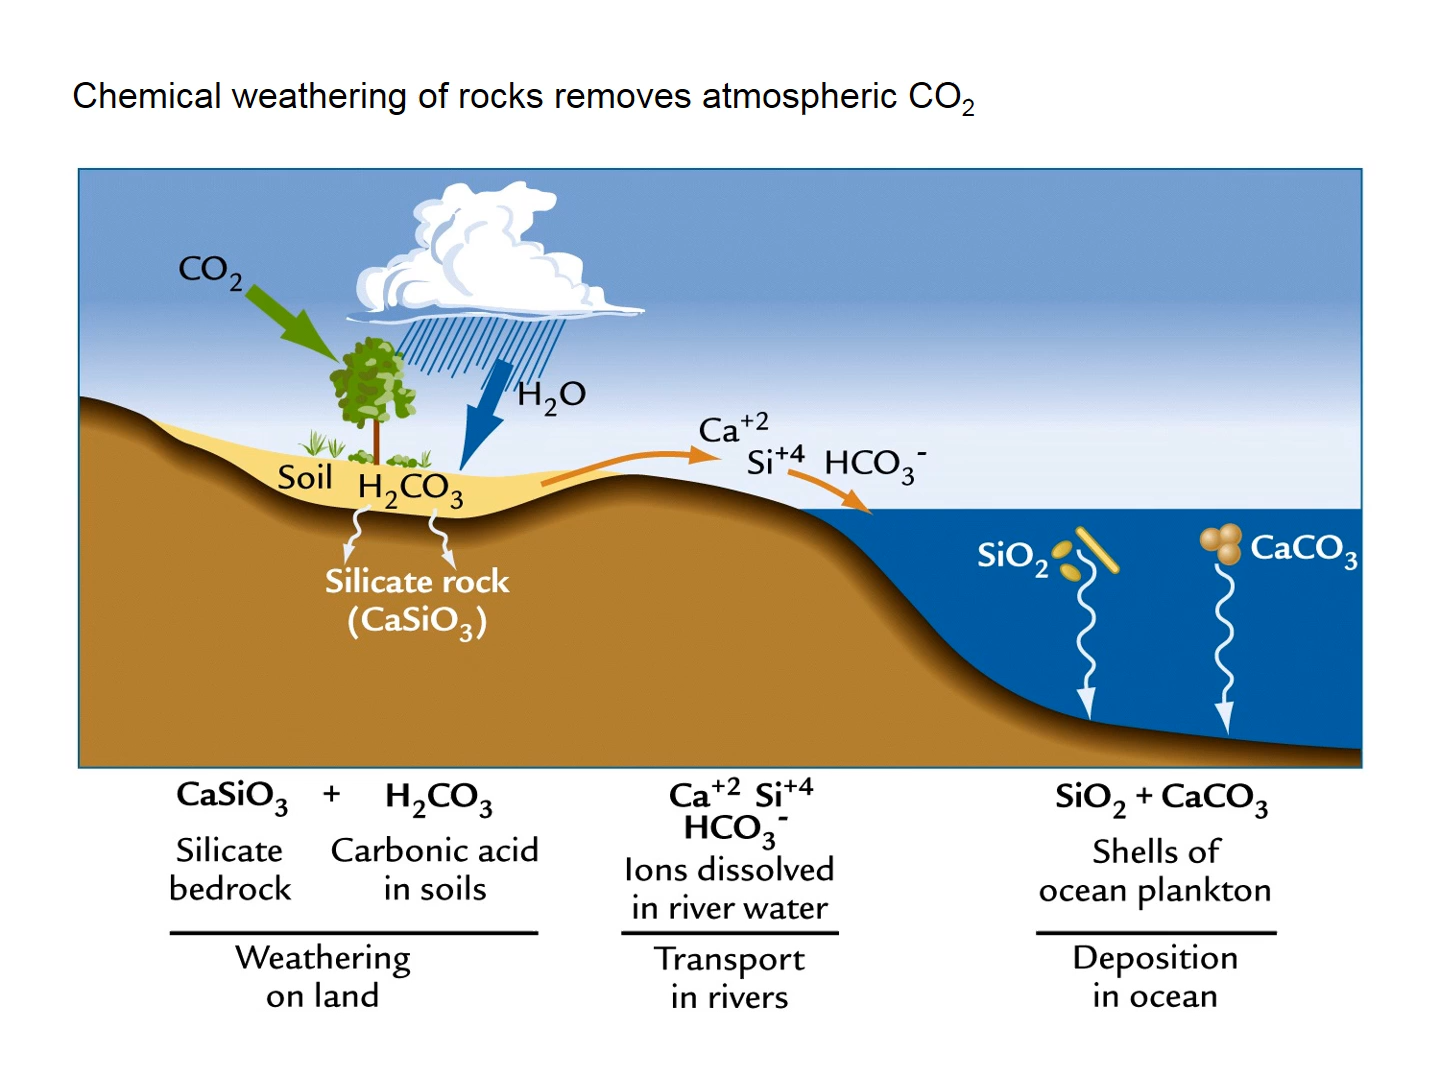 Chemical weathering of rocks removes atmospheric CO₂
CO₂
H₂O
Ca⁺²
Si⁺⁴ HCO₃⁻
Soil H₂CO₃
SiO₂
CaCO₃
Silicate rock
(CaSiO₃)
CaSiO₃ + H₂CO₃
Silicate
bedrock
Carbonic acid
in soils
Weathering
on land
Ca⁺² Si⁺⁴
HCO₃⁻
Ions dissolved
in river water
Transport
in rivers
SiO₂ + CaCO₃
Shells of
ocean plankton
Deposition
in ocean